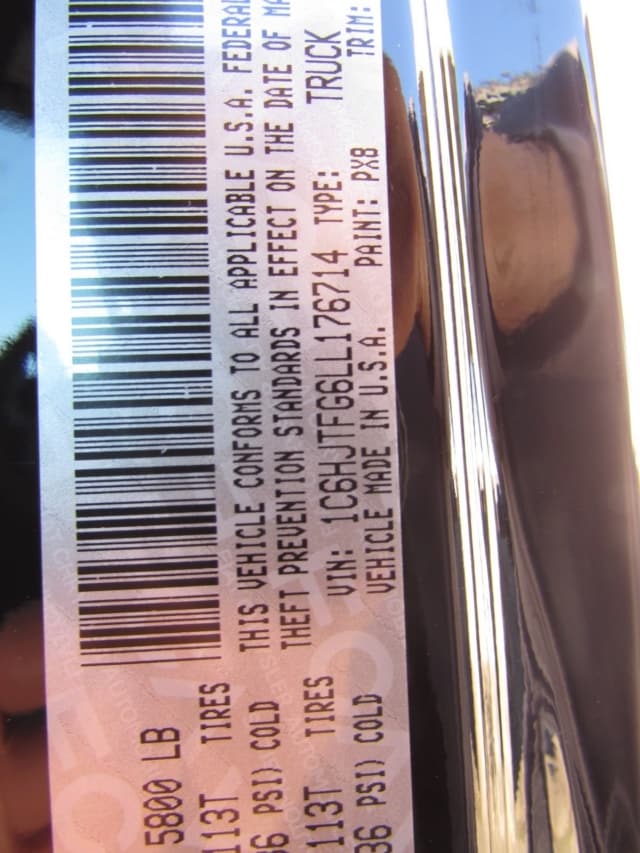 5800 LB
113T TIRES
36 PSI) COLD
113T TIRES
36 PSI) COLD
THIS VEHICLE CONFORMS TO ALL APPLICABLE U.S.A. FEDERAL
THEFT PREVENTION STANDARDS IN EFFECT ON THE DATE OF
VIN: 1C6HJTFG6LL176714 TYPE: TRUCK
VEHICLE MADE IN U.S.A. PAINT: PX8 TRIM: